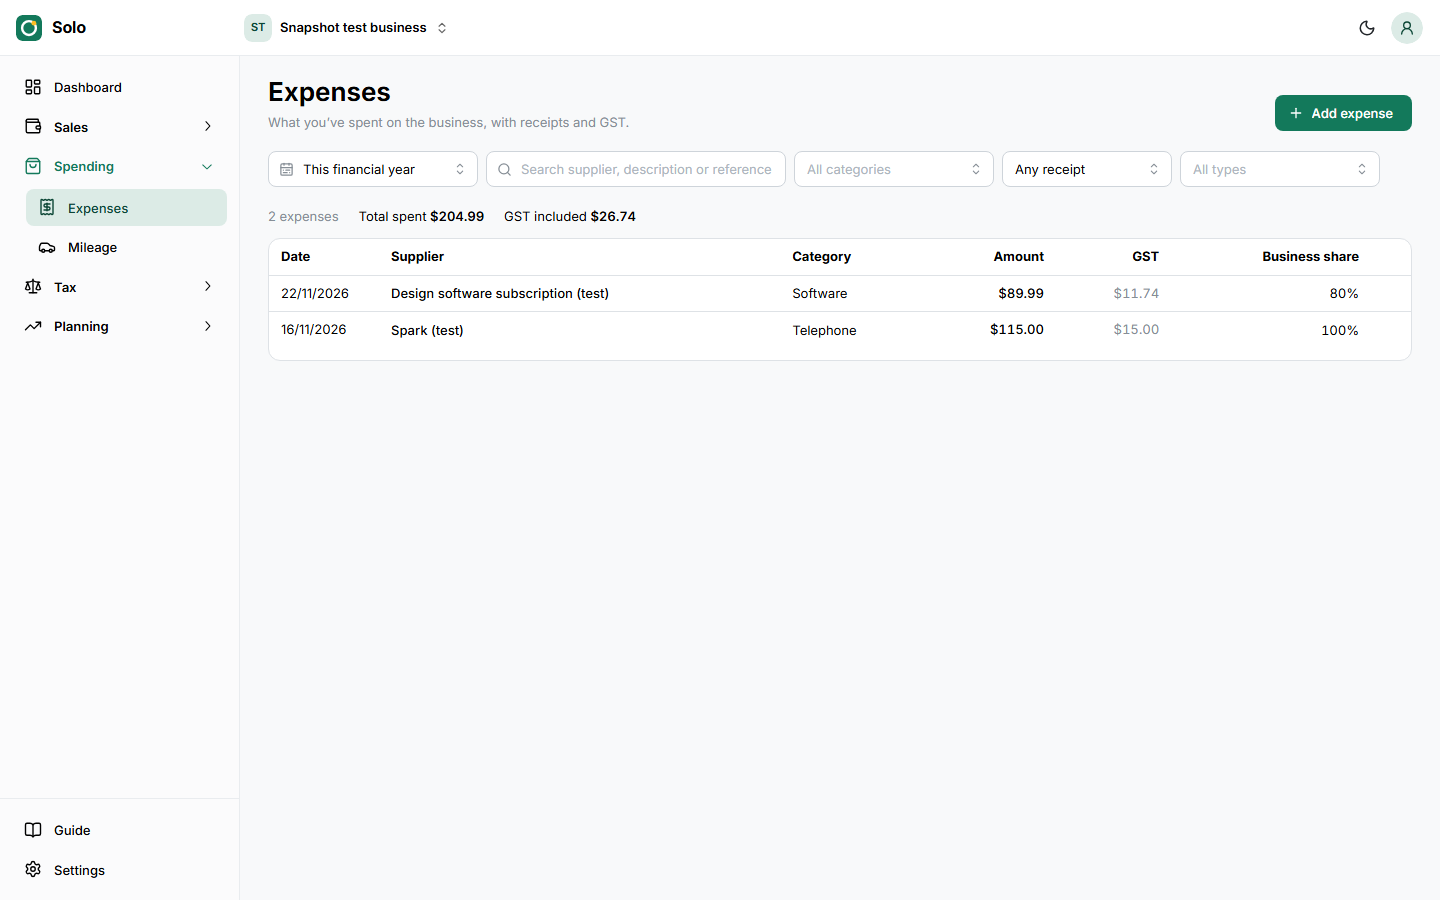 Solo
ST Snapshot test business
Dashboard
Sales
Spending
Expenses
Mileage
Tax
Planning
Guide
Settings
Expenses
What you've spent on the business, with receipts and GST.
Add expense
This financial year Search supplier, description or reference All categories Any receipt All types
2 expenses Total spent $204.99 GST included $26.74
Date Supplier Category Amount GST Business share
22/11/2026 Design software subscription (test) Software $89.99 $11.74 80%
16/11/2026 Spark (test) Telephone $115.00 $15.00 100%